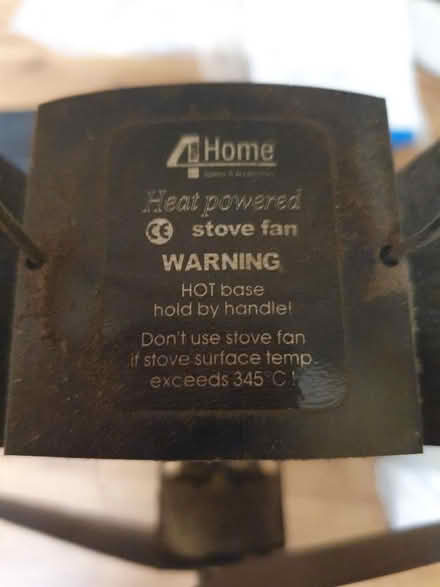 4Home
Heat powered
CE stove fan
WARNING
HOT base
hold by handle!
Don't use stove fan
if stove surface temp.
exceeds 345°C !